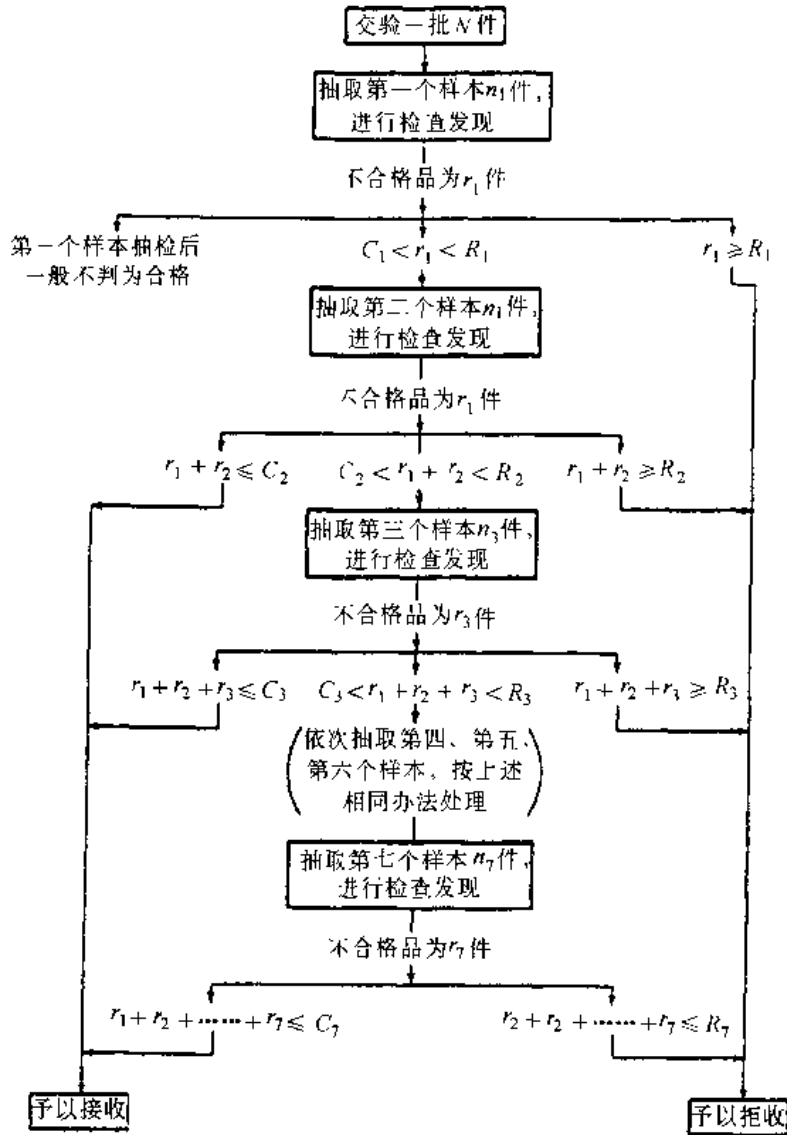 交验一批N件
抽取第一个样本n₁件,
进行检查发现
不合格品为r₁件
第一个样本抽检后
一般不判为合格
C₁<r₁<R₁
r₁≥R₁
抽取第二个样本n₁件,
进行检查发现
不合格品为r₁件
r₁+r₂≤C₂
C₂<r₁+r₂<R₂
r₁+r₂≥R₂
抽取第三个样本n₃件,
进行检查发现
不合格品为r₃件
r₁+r₂+r₃≤C₃
C₃<r₁+r₂+r₃<R₃
r₁+r₂+r₃≥R₃
(依次抽取第四、第五、
第六个样本,按上述
相同办法处理)
抽取第七个样本n₇件,
进行检查发现
不合格品为r₇件
r₁+r₂+……+r₇≤C₇
r₂+r₂+……+r₇≤R₇
予以接收
予以拒收